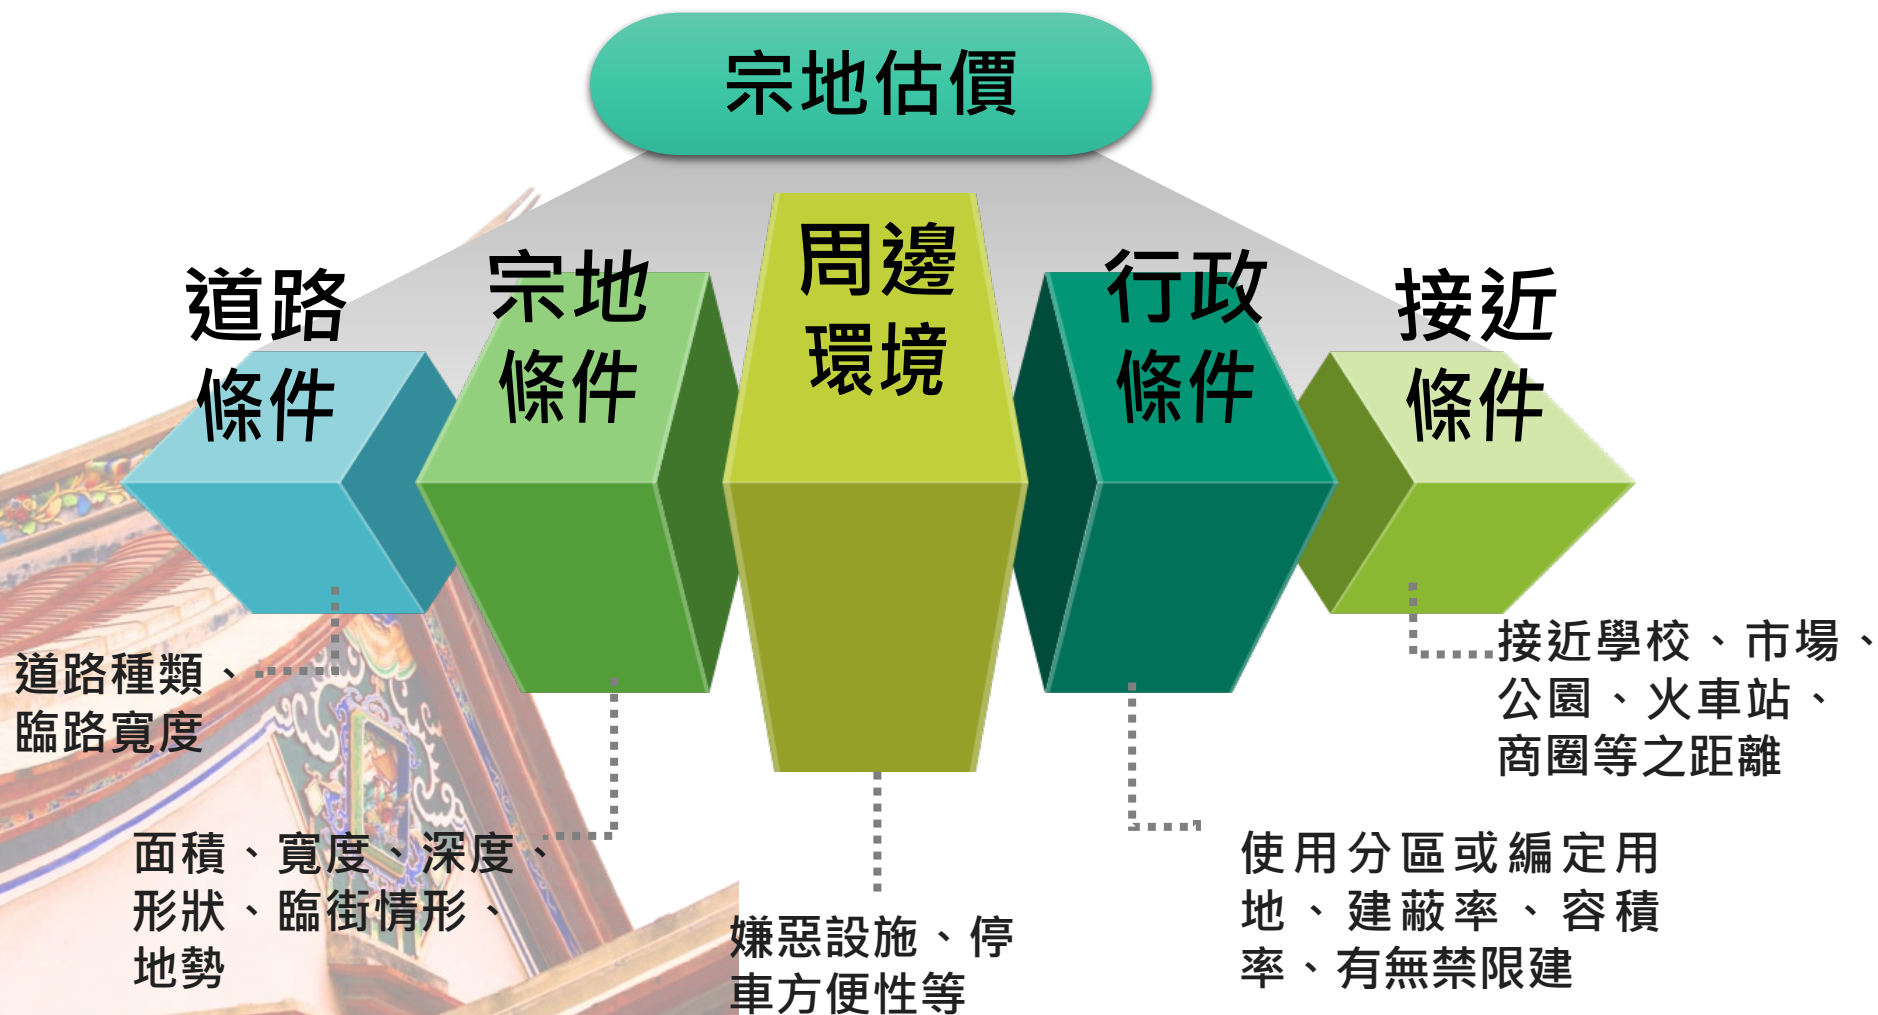 宗地估價
道路
條件
宗地
條件
周邊
環境
行政
條件
接近
條件
道路種類、
臨路寬度
面積、寬度、深度、
形狀、臨街情形、
地勢
嫌惡設施、停
車方便性等
使用分區或編定用
地、建蔽率、容積
率、有無禁限建
接近學校、市場、
公園、火車站、
商圈等之距離